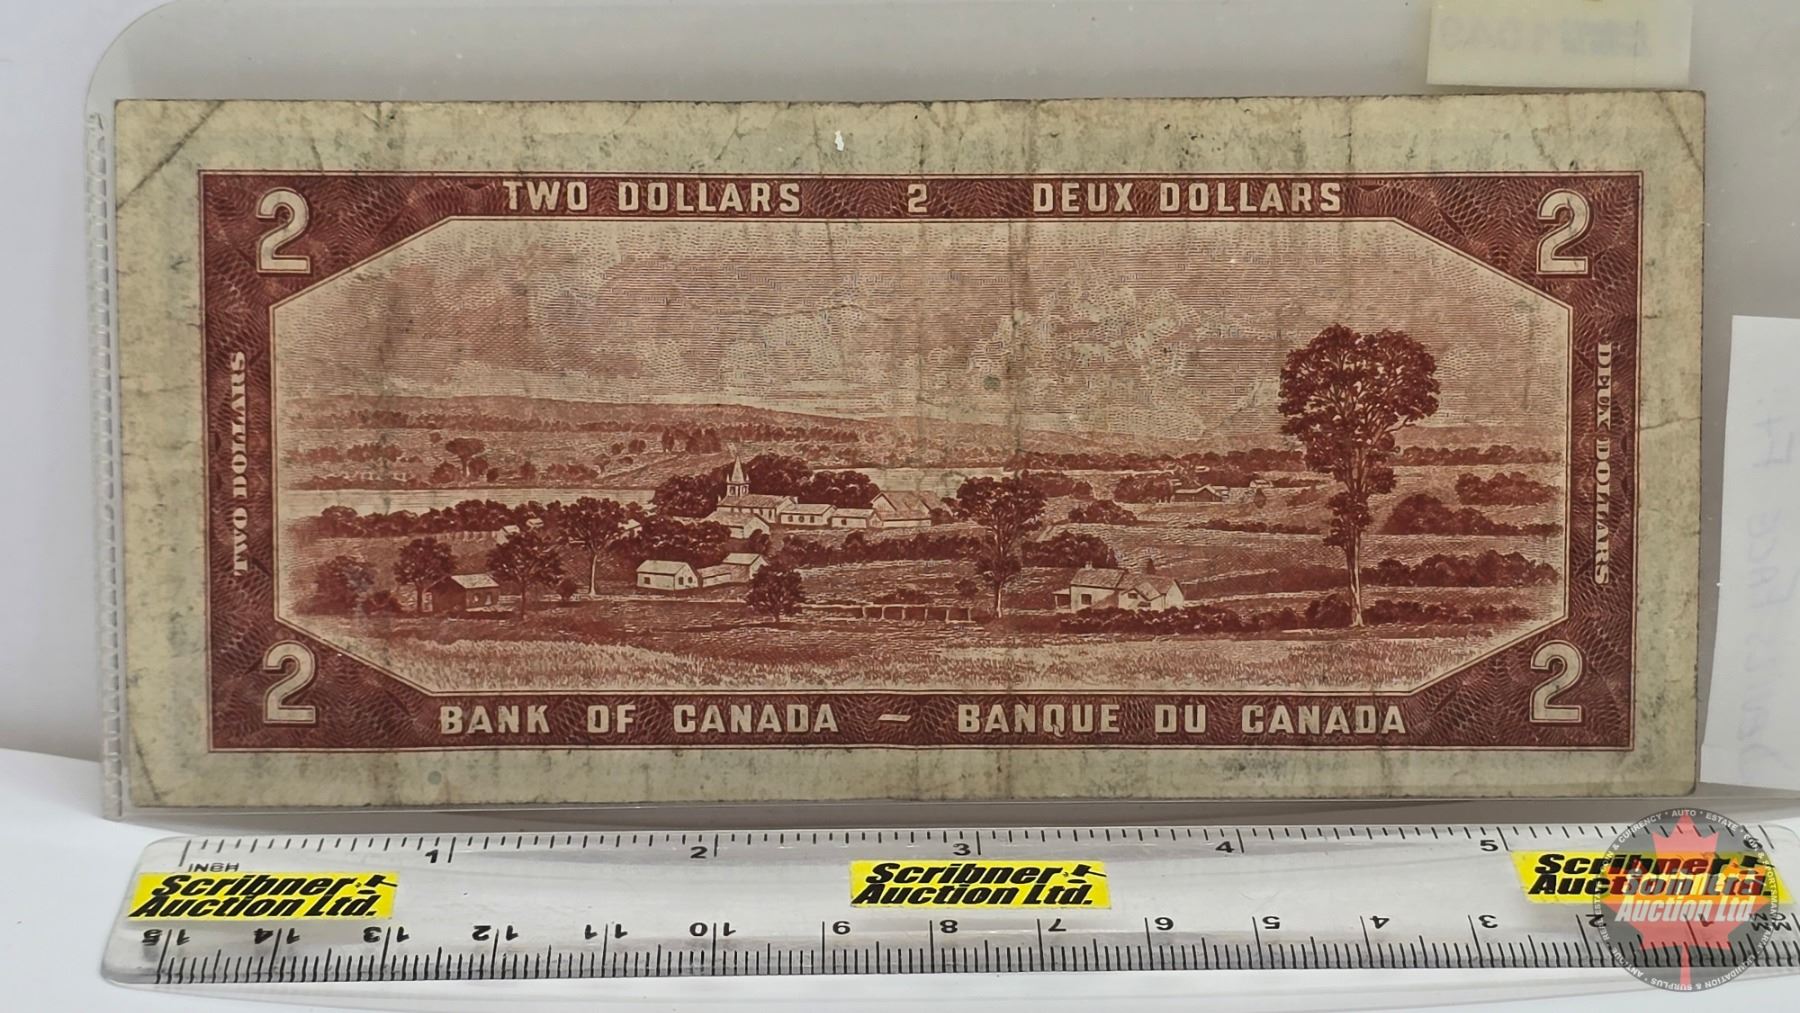 TWO DOLLARS 2 DEUX DOLLARS
2 2
TWO DOLLARS
DEUX DOLLARS
2 2
BANK OF CANADA – BANQUE DU CANADA
1 2 3 4 5
INCH
Scribner
Auction Ltd.
Scribner
Auction Ltd.
Scribner
Auction Ltd.
Auction Ltd
15 14 13 12 11 10 9 8 7 6 5 4 3 2